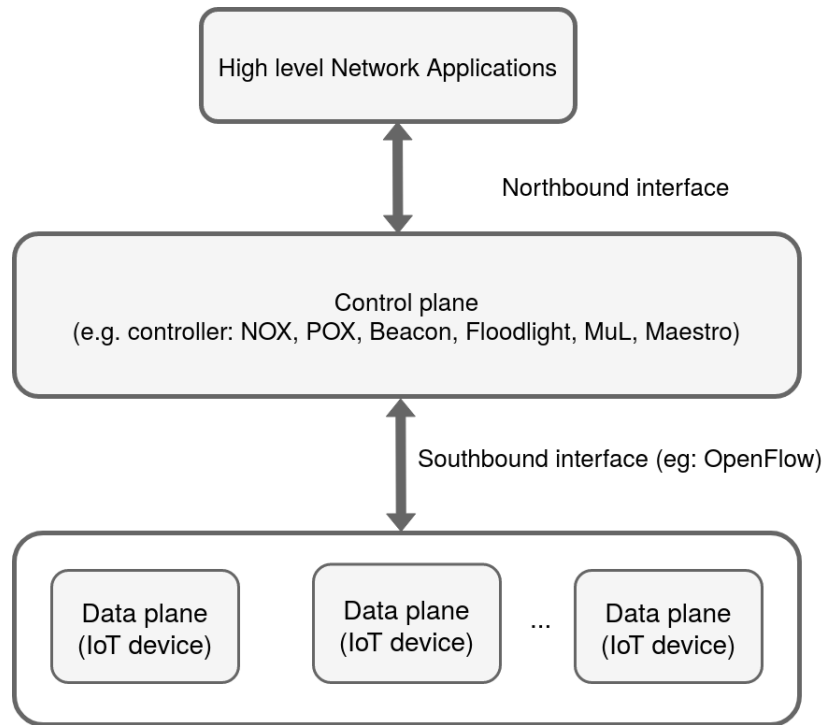 High level Network Applications
Northbound interface
Control plane
(e.g. controller: NOX, POX, Beacon, Floodlight, MuL, Maestro)
Southbound interface (eg: OpenFlow)
Data plane
(IoT device)
Data plane
(IoT device)
...
Data plane
(IoT device)